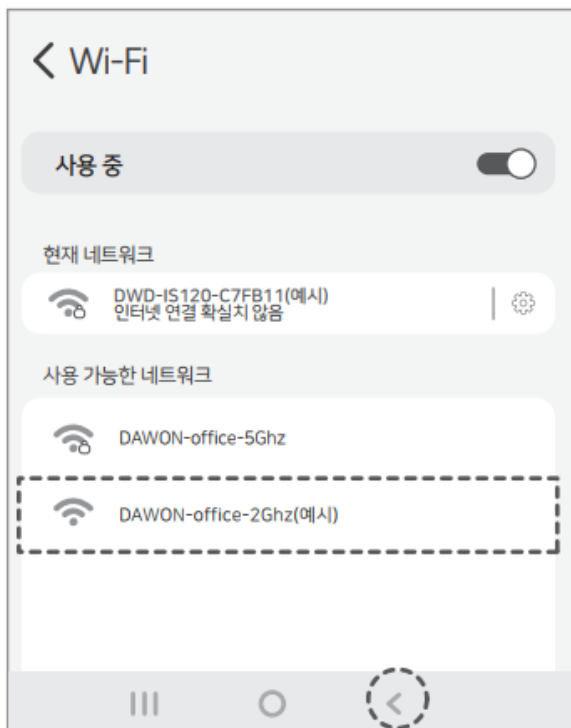 Wi-Fi
사용 중
현재 네트워크
DWD-IS120-C7FB11(예시)
인터넷 연결 확실치 않음
사용 가능한 네트워크
DAWON-office-5Ghz
DAWON-office-2Ghz(예시)